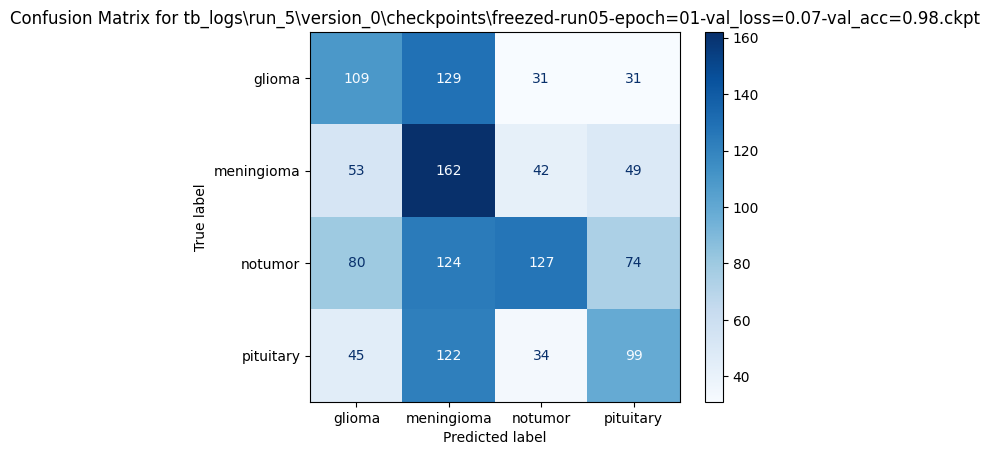 Confusion Matrix for tb_logs\run_5\version_0\checkpoints\freezed-run05-epoch=01-val_loss=0.07-val_acc=0.98.ckpt
160
glioma 109 129 31 31
140
120
meningioma 53 162 42 49
True label
100
notumor 80 124 127 74
80
60
pituitary 45 122 34 99
40
glioma meningioma notumor pituitary
Predicted label